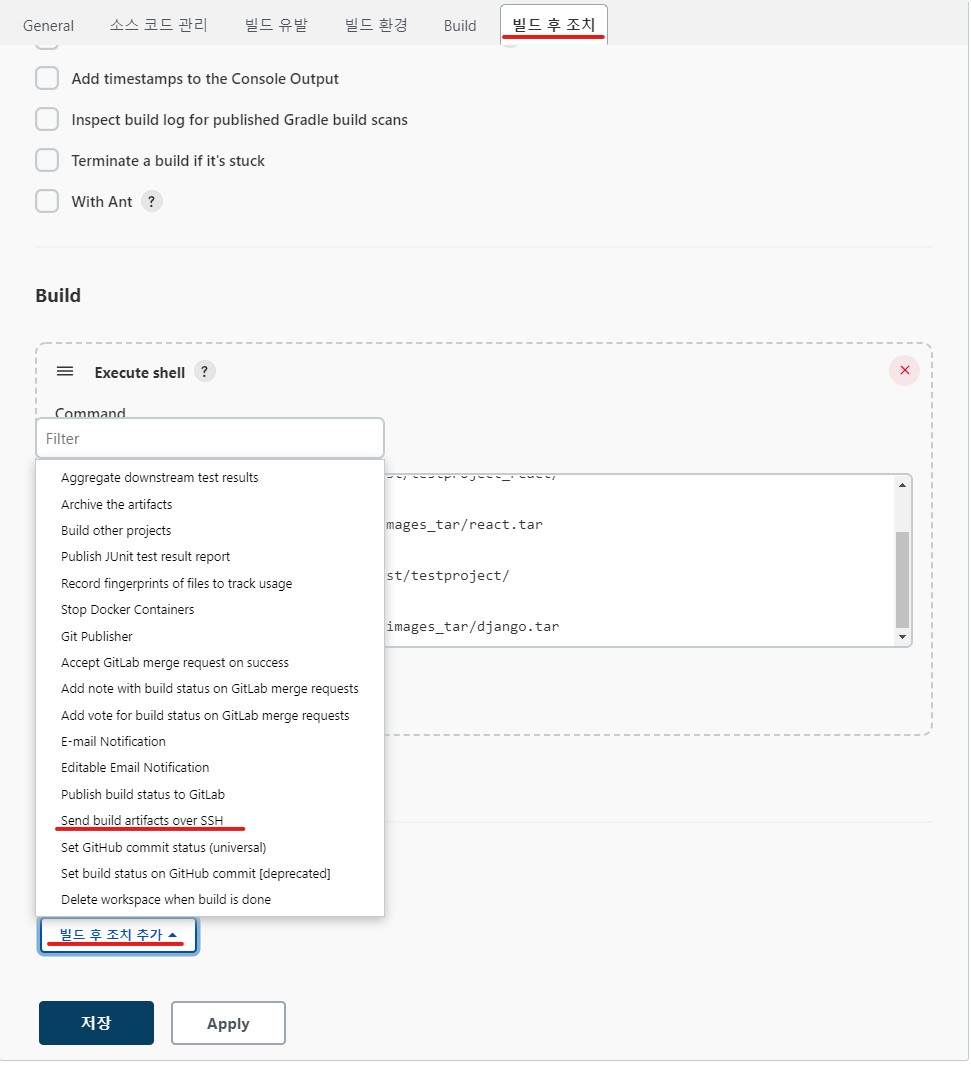 General 소스 코드 관리 빌드 유발 빌드 환경 Build 빌드 후 조치
Add timestamps to the Console Output
Inspect build log for published Gradle build scans
Terminate a build if it's stuck
With Ant ?
Build
Execute shell ?
Command
Filter
Aggregate downstream test results
Archive the artifacts
Build other projects
Publish JUnit test result report
Record fingerprints of files to track usage
Stop Docker Containers
Git Publisher
Accept GitLab merge request on success
Add note with build status on GitLab merge requests
Add vote for build status on GitLab merge requests
E-mail Notification
Editable Email Notification
Publish build status to GitLab
Send build artifacts over SSH
Set GitHub commit status (universal)
Set build status on GitHub commit [deprecated]
Delete workspace when build is done
st/testproject_react/
mages_tar/react.tar
st/testproject/
images_tar/django.tar
빌드 후 조치 추가
저장 Apply